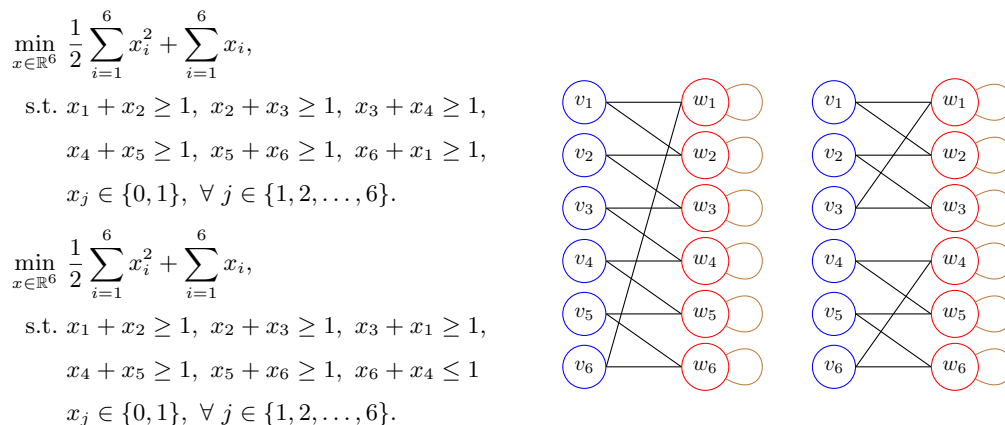 min_{x∈ℝ^6} 1/2 ∑_{i=1}^{6} x_i^2 + ∑_{i=1}^{6} x_i,
s.t. x_1 + x_2 ≥ 1, x_2 + x_3 ≥ 1, x_3 + x_4 ≥ 1,
x_4 + x_5 ≥ 1, x_5 + x_6 ≥ 1, x_6 + x_1 ≥ 1,
x_j ∈ {0, 1}, ∀ j ∈ {1, 2, . . . , 6}.
min_{x∈ℝ^6} 1/2 ∑_{i=1}^{6} x_i^2 + ∑_{i=1}^{6} x_i,
s.t. x_1 + x_2 ≥ 1, x_2 + x_3 ≥ 1, x_3 + x_1 ≥ 1,
x_4 + x_5 ≥ 1, x_5 + x_6 ≥ 1, x_6 + x_4 ≤ 1
x_j ∈ {0, 1}, ∀ j ∈ {1, 2, . . . , 6}.
v_1 w_1
v_2 w_2
v_3 w_3
v_4 w_4
v_5 w_5
v_6 w_6
v_1 w_1
v_2 w_2
v_3 w_3
v_4 w_4
v_5 w_5
v_6 w_6